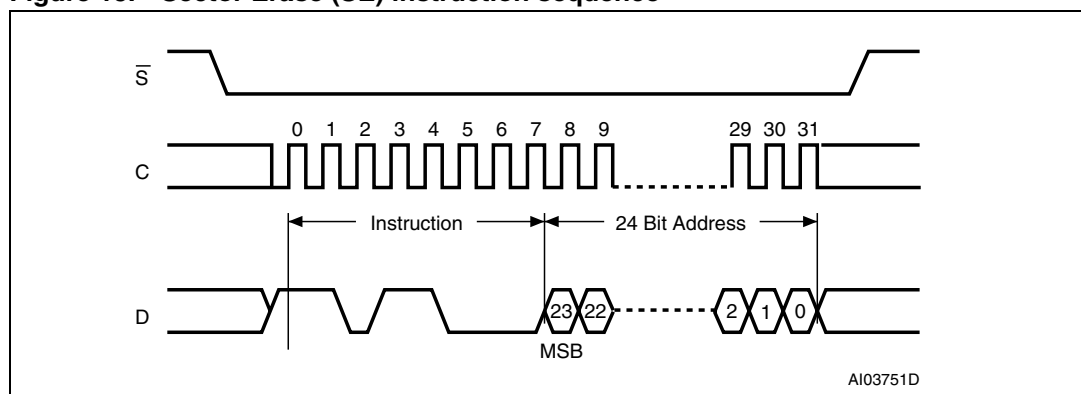 Figure 18. Sector Erase (SE) instruction sequence
S
0 1 2 3 4 5 6 7 8 9 29 30 31
C
Instruction 24 Bit Address
D 23 22 2 1 0
MSB
AI03751D